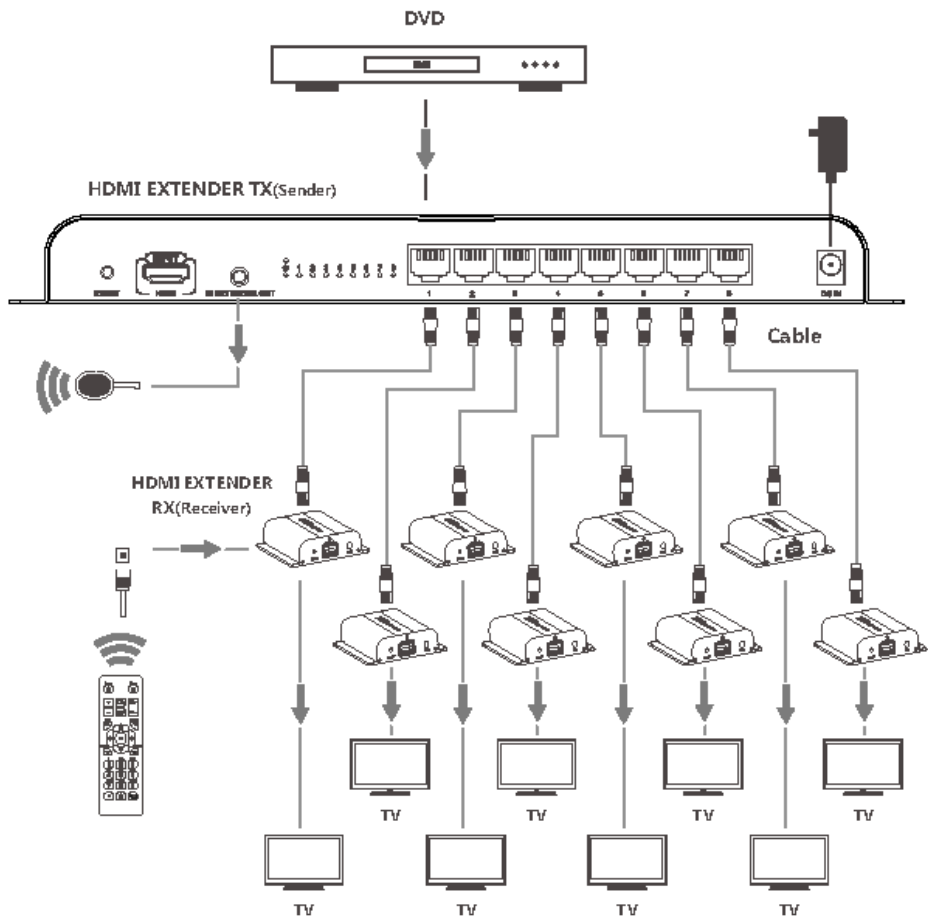 DVD
HDMI EXTENDER TX(Sender)
1 2 3 4 5 6 7 8
Cable
HDMI EXTENDER
RX(Receiver)
TV TV TV TV
TV TV TV TV